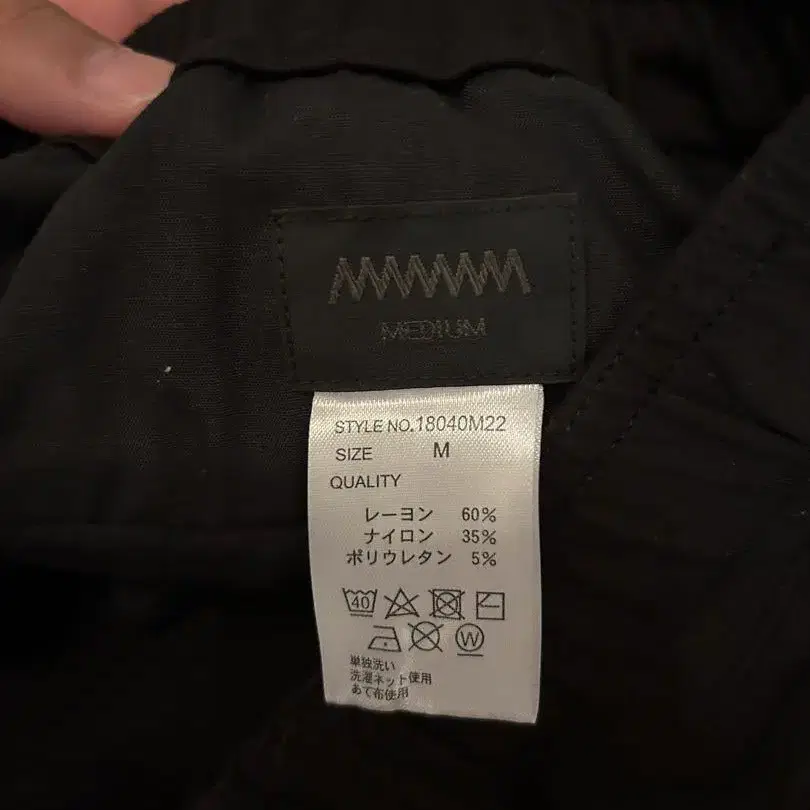 MEDIUM
STYLE NO.18040M22
SIZE M
QUALITY
レーヨン 60%
ナイロン 35%
ポリウレタン 5%
40
W
単独洗い
洗濯ネット使用
あて布使用